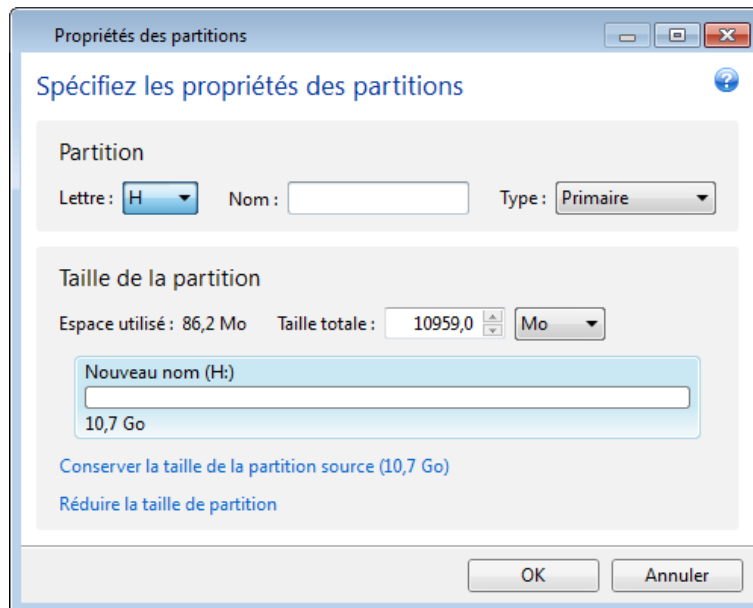 Propriétés des partitions
Spécifiez les propriétés des partitions
?
Partition
Lettre : H Nom : Type : Primaire
Taille de la partition
Espace utilisé : 86,2 Mo Taille totale : 10959,0 Mo
Nouveau nom (H:)
10,7 Go
Conserver la taille de la partition source (10,7 Go)
Réduire la taille de partition
OK Annuler